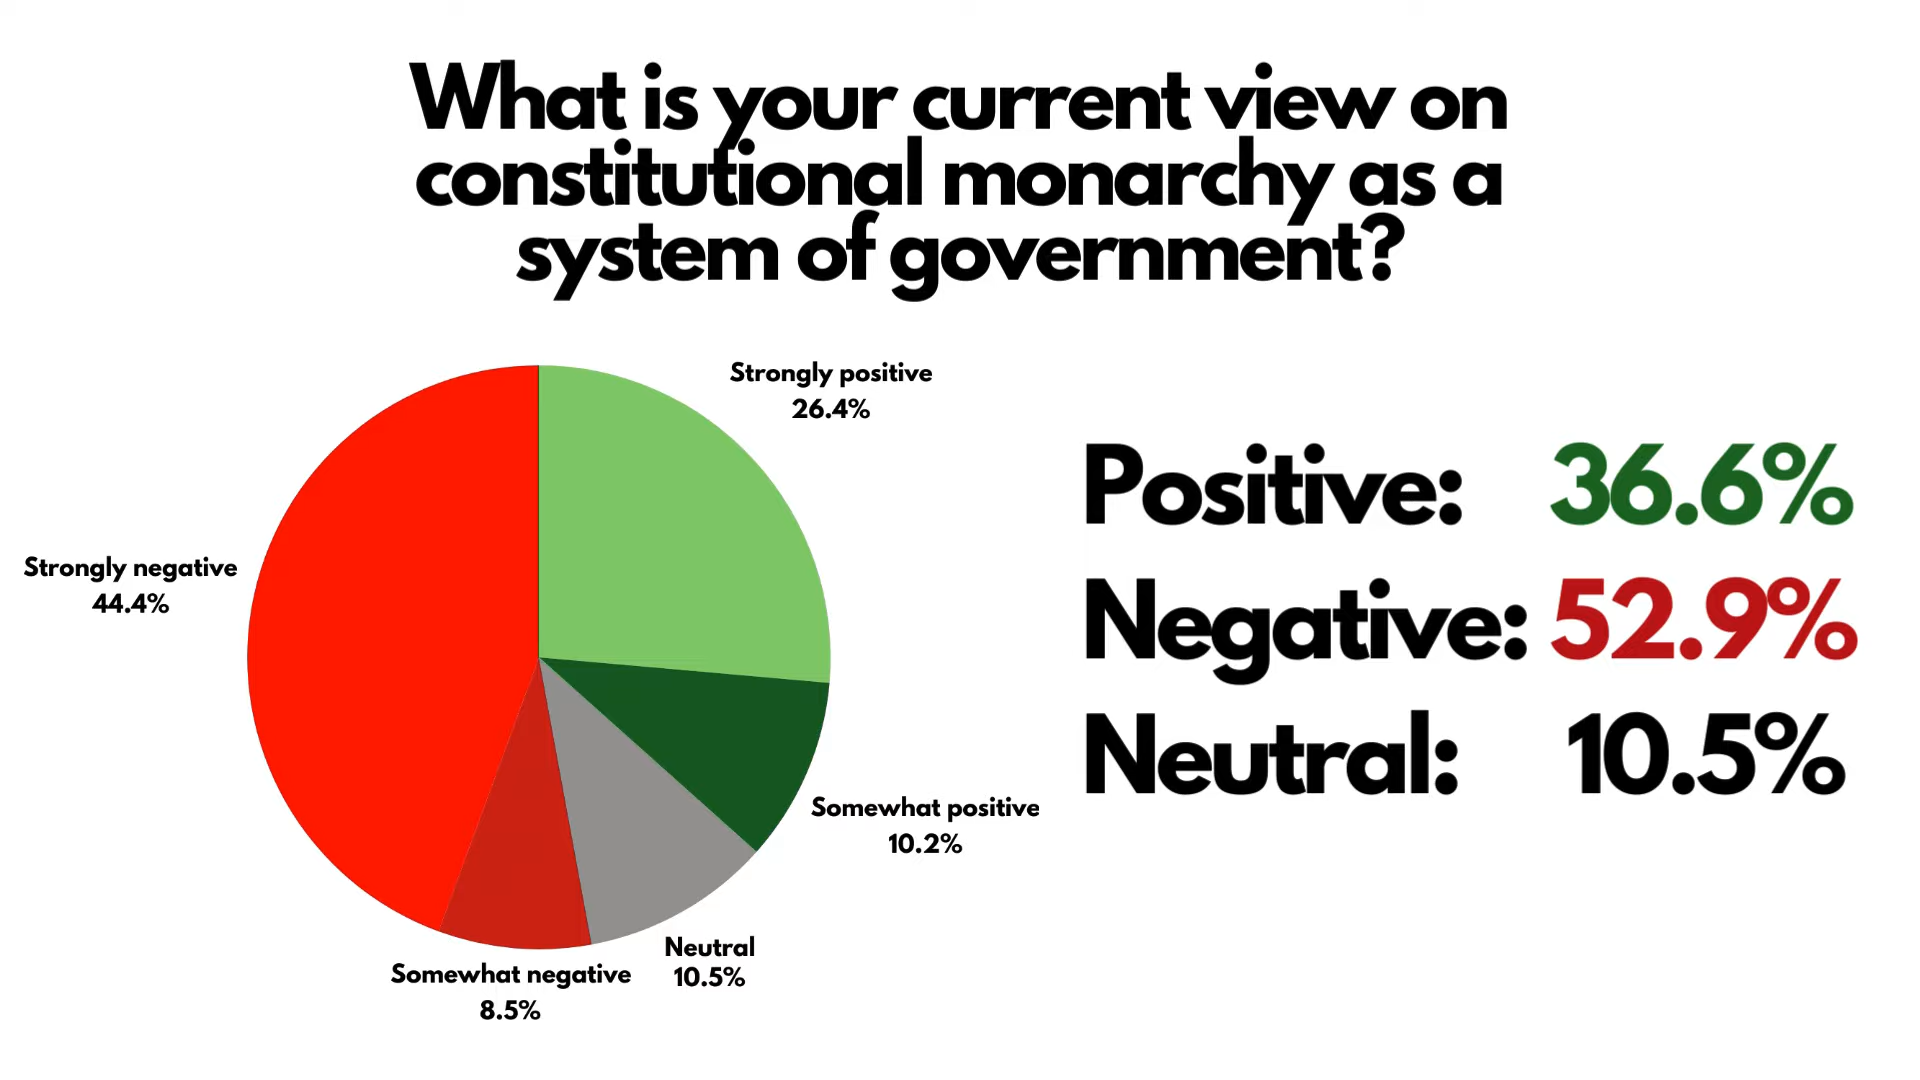 What is your current view on
constitutional monarchy as a
system of government?
Strongly positive
26.4%
Strongly negative
44.4%
Somewhat positive
10.2%
Neutral
10.5%
Somewhat negative
8.5%
Positive: 36.6%
Negative: 52.9%
Neutral: 10.5%